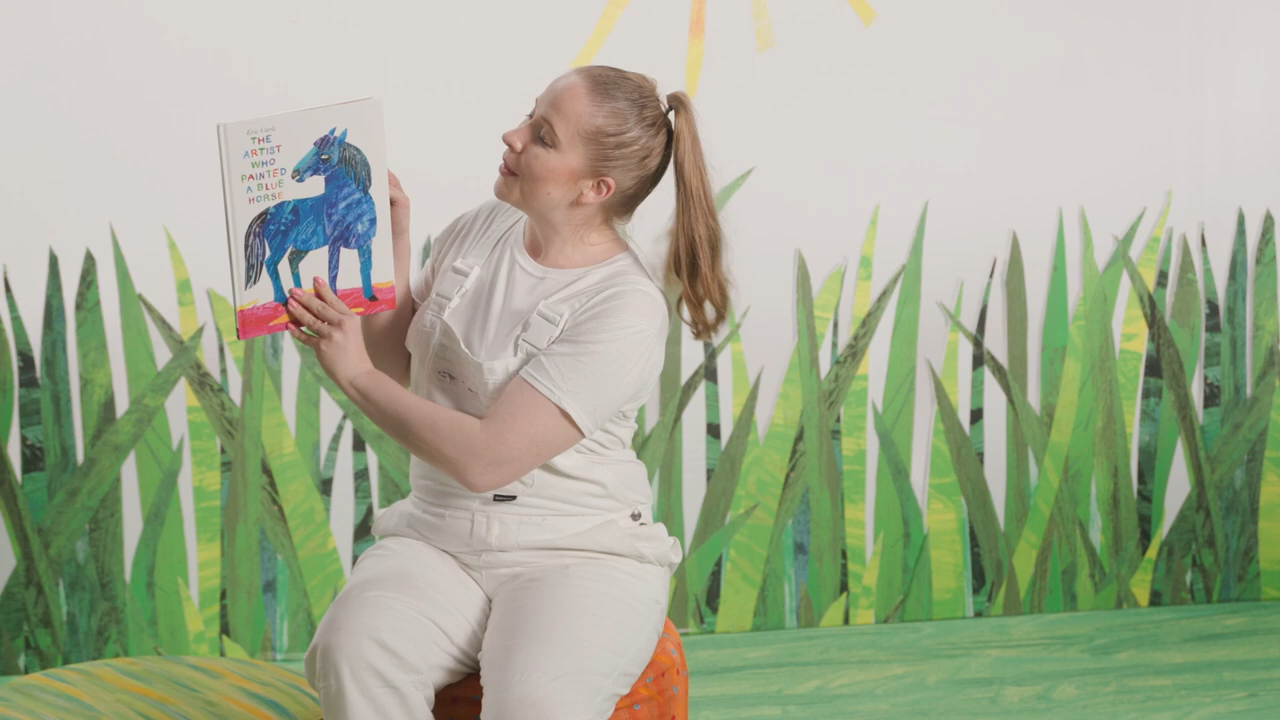 Eric Carle
THE
ARTIST
WHO
PAINTED
A BLUE
HORSE